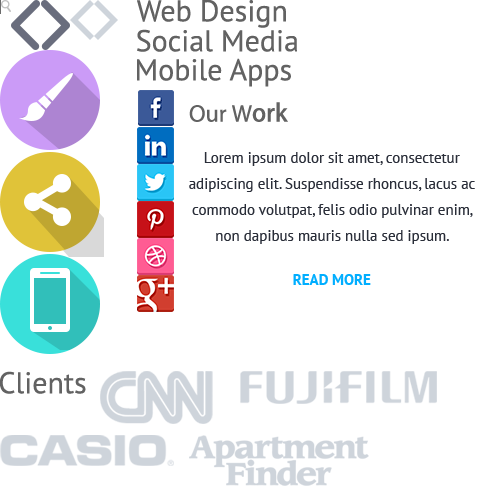 Web Design
Social Media
Mobile Apps
f
in
Our Work
Lorem ipsum dolor sit amet, consectetur
adipiscing elit. Suspendisse rhoncus, lacus ac
commodo volutpat, felis odio pulvinar enim,
non dapibus mauris nulla sed ipsum.
g+
READ MORE
Clients
CNN
FUJIFILM
CASIO®
Apartment
Finder